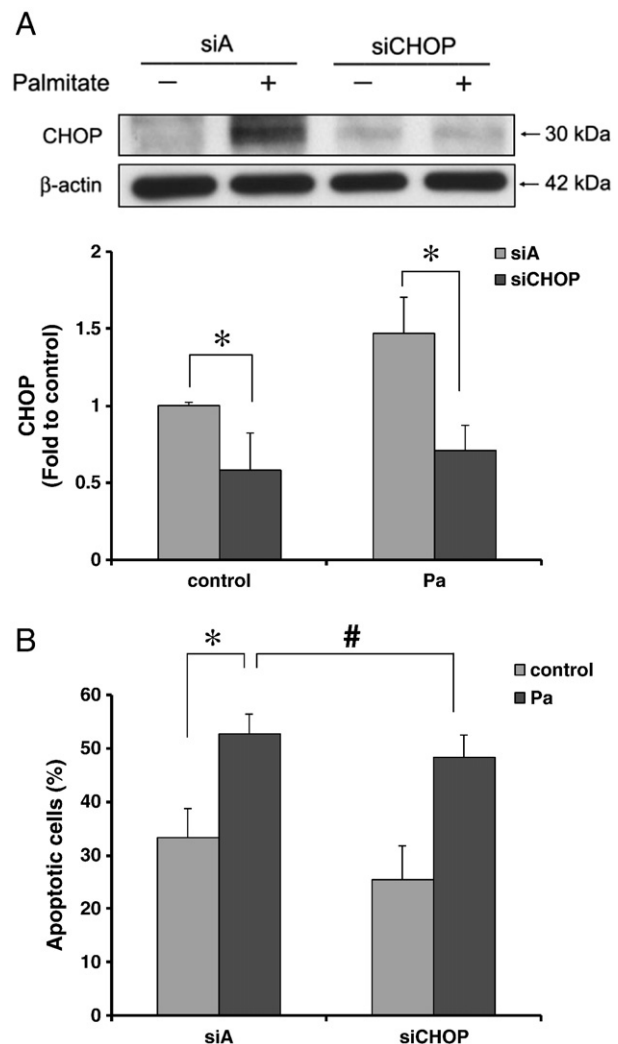 A
siA siCHOP
Palmitate − + − +
CHOP ← 30 kDa
β-actin ← 42 kDa
siA
siCHOP
2
1.5
1
0.5
0
CHOP
(Fold to control)
*
*
control Pa
B
control
Pa
* #
60
50
40
30
20
10
0
Apoptotic cells (%)
siA siCHOP